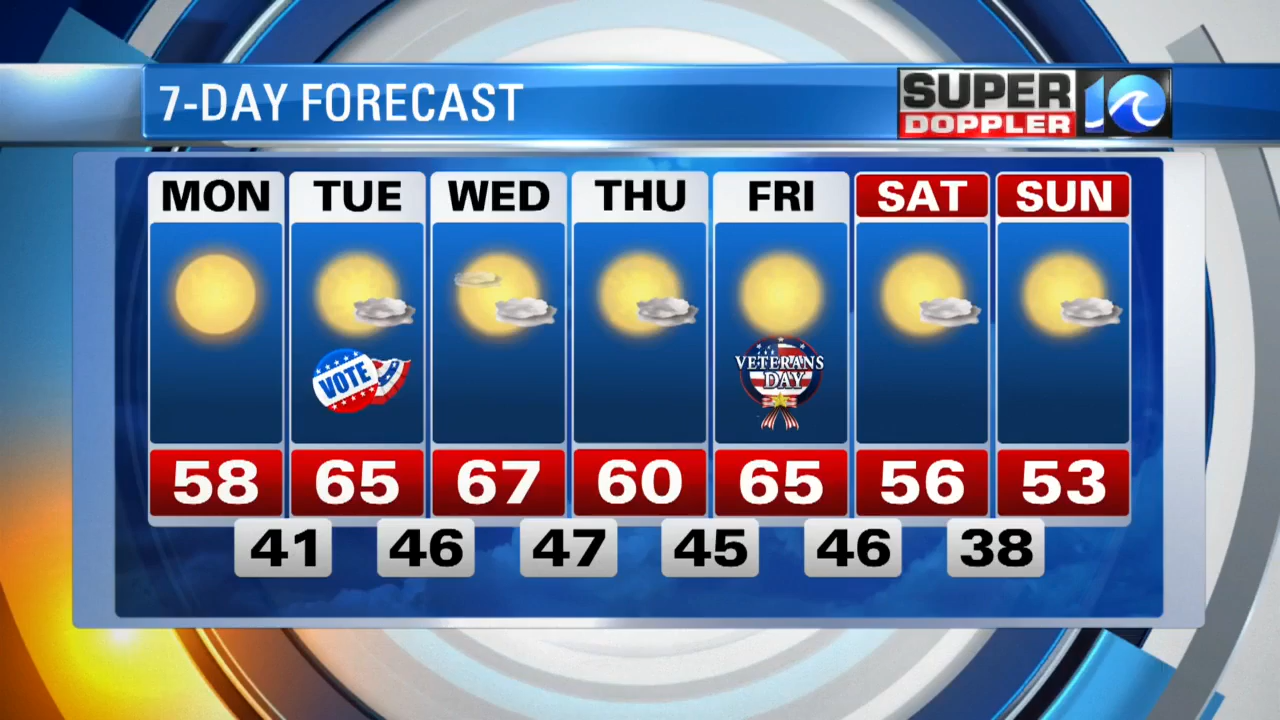 7-DAY FORECAST
SUPER
DOPPLER
10
MON TUE WED THU FRI SAT SUN
VOTE
VETERANS
DAY
58 65 67 60 65 56 53
41 46 47 45 46 38